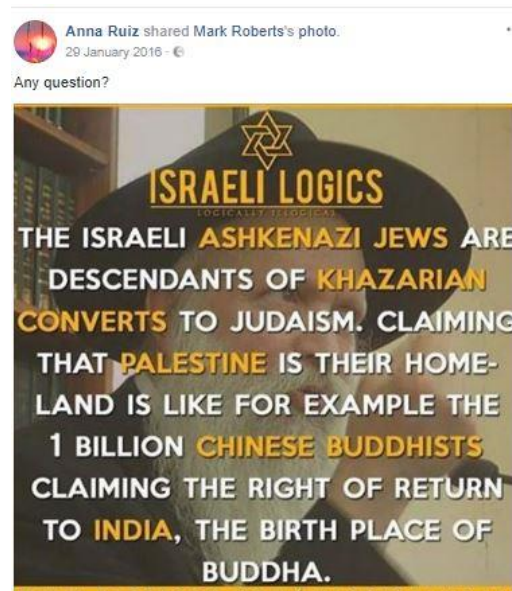 Anna Ruiz shared Mark Roberts's photo.
29 January 2016
Any question?
ISRAELI LOGICS
LOGICALLY ILLOGICAL
THE ISRAELI ASHKENAZI JEWS ARE
DESCENDANTS OF KHAZARIAN
CONVERTS TO JUDAISM. CLAIMING
THAT PALESTINE IS THEIR HOME-
LAND IS LIKE FOR EXAMPLE THE
1 BILLION CHINESE BUDDHISTS
CLAIMING THE RIGHT OF RETURN
TO INDIA, THE BIRTH PLACE OF
BUDDHA.